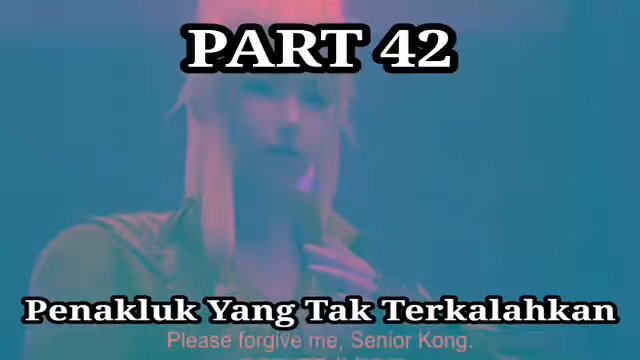 PART 42
Penakluk Yang Tak Terkalahkan
Please forgive me, Senior Kong.